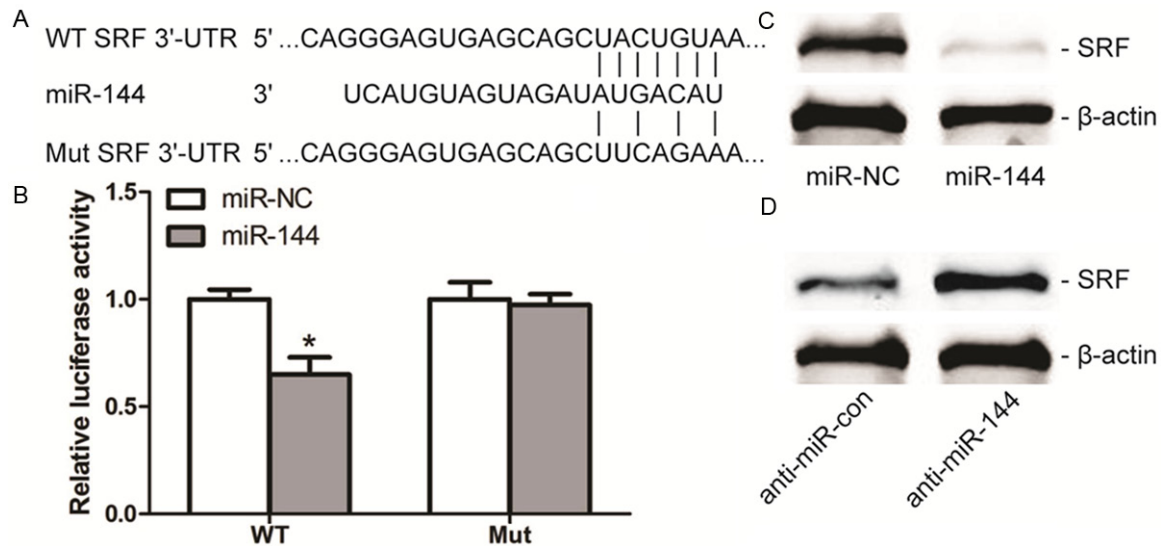 A
WT SRF 3'-UTR 5' ...CAGGGAGUGAGCAGCUACUGUAA...
miR-144 3' UCAUGUAGUAGAUAUGACAU
Mut SRF 3'-UTR 5' ...CAGGGAGUGAGCAGCUUCAGAAA...
B
1.5
1.0
0.5
0.0
Relative luciferase activity
miR-NC
miR-144
*
WT Mut
C
- SRF
- β-actin
miR-NC miR-144
D
- SRF
- β-actin
anti-miR-con
anti-miR-144